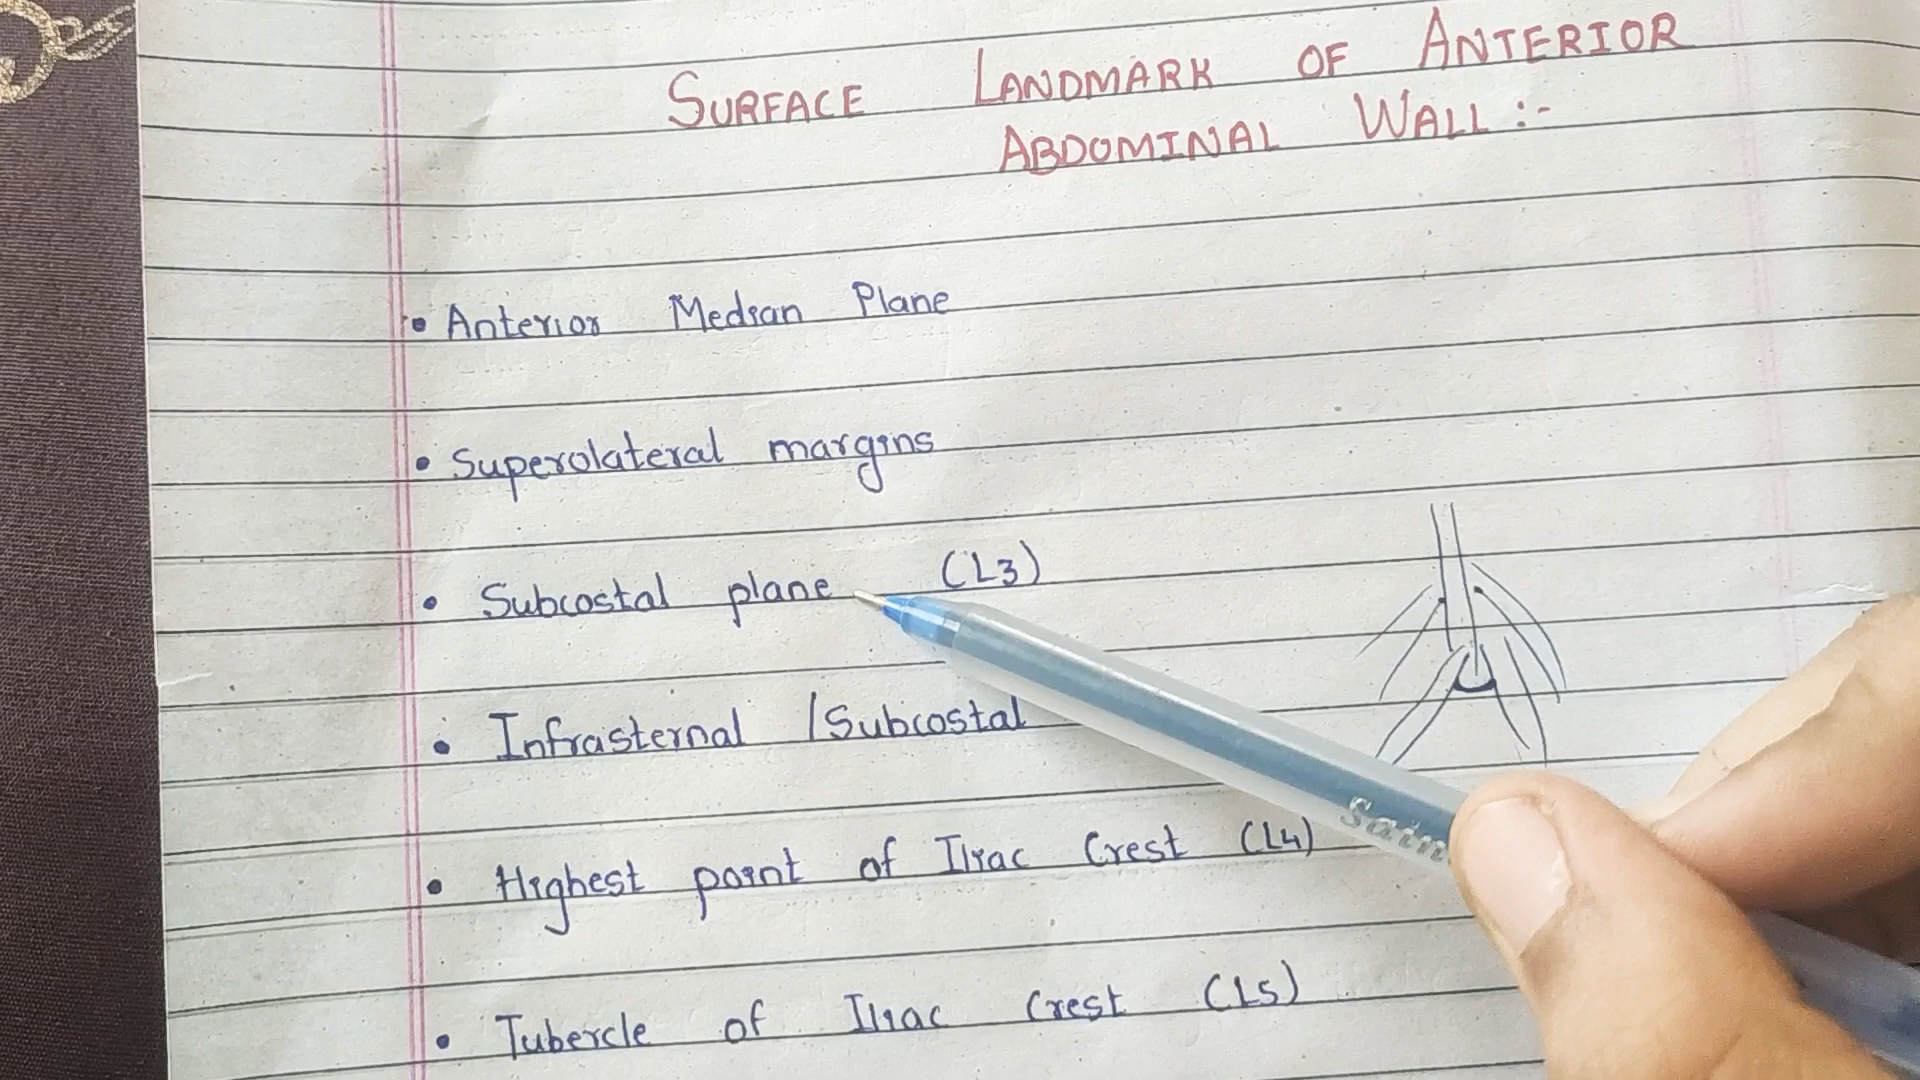 SURFACE LANDMARK OF ANTERIOR
ABDOMINAL WALL :-
• Anterior Median Plane
• Superolateral margins
• Subcostal plane (L3)
• Infrasternal /Subcostal
• Highest point of Iliac Crest (L4)
• Tubercle of Iliac Crest (L5)